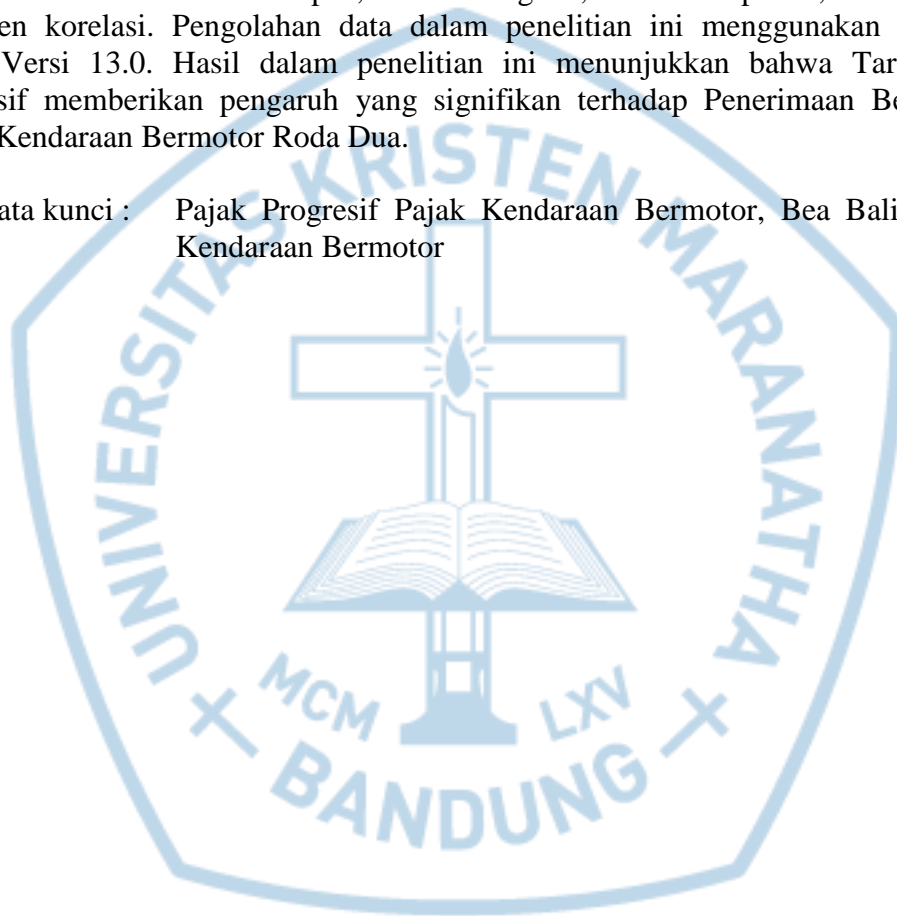 en korelasi. Pengolahan data dalam penelitian ini menggunakan
Versi 13.0. Hasil dalam penelitian ini menunjukkan bahwa Tar
sif memberikan pengaruh yang signifikan terhadap Penerimaan Be
Kendaraan Bermotor Roda Dua.
ata kunci : Pajak Progresif Pajak Kendaraan Bermotor, Bea Bali
Kendaraan Bermotor
UNIVERSITAS KRISTEN MARANATHA
MCM LXV
BANDUNG